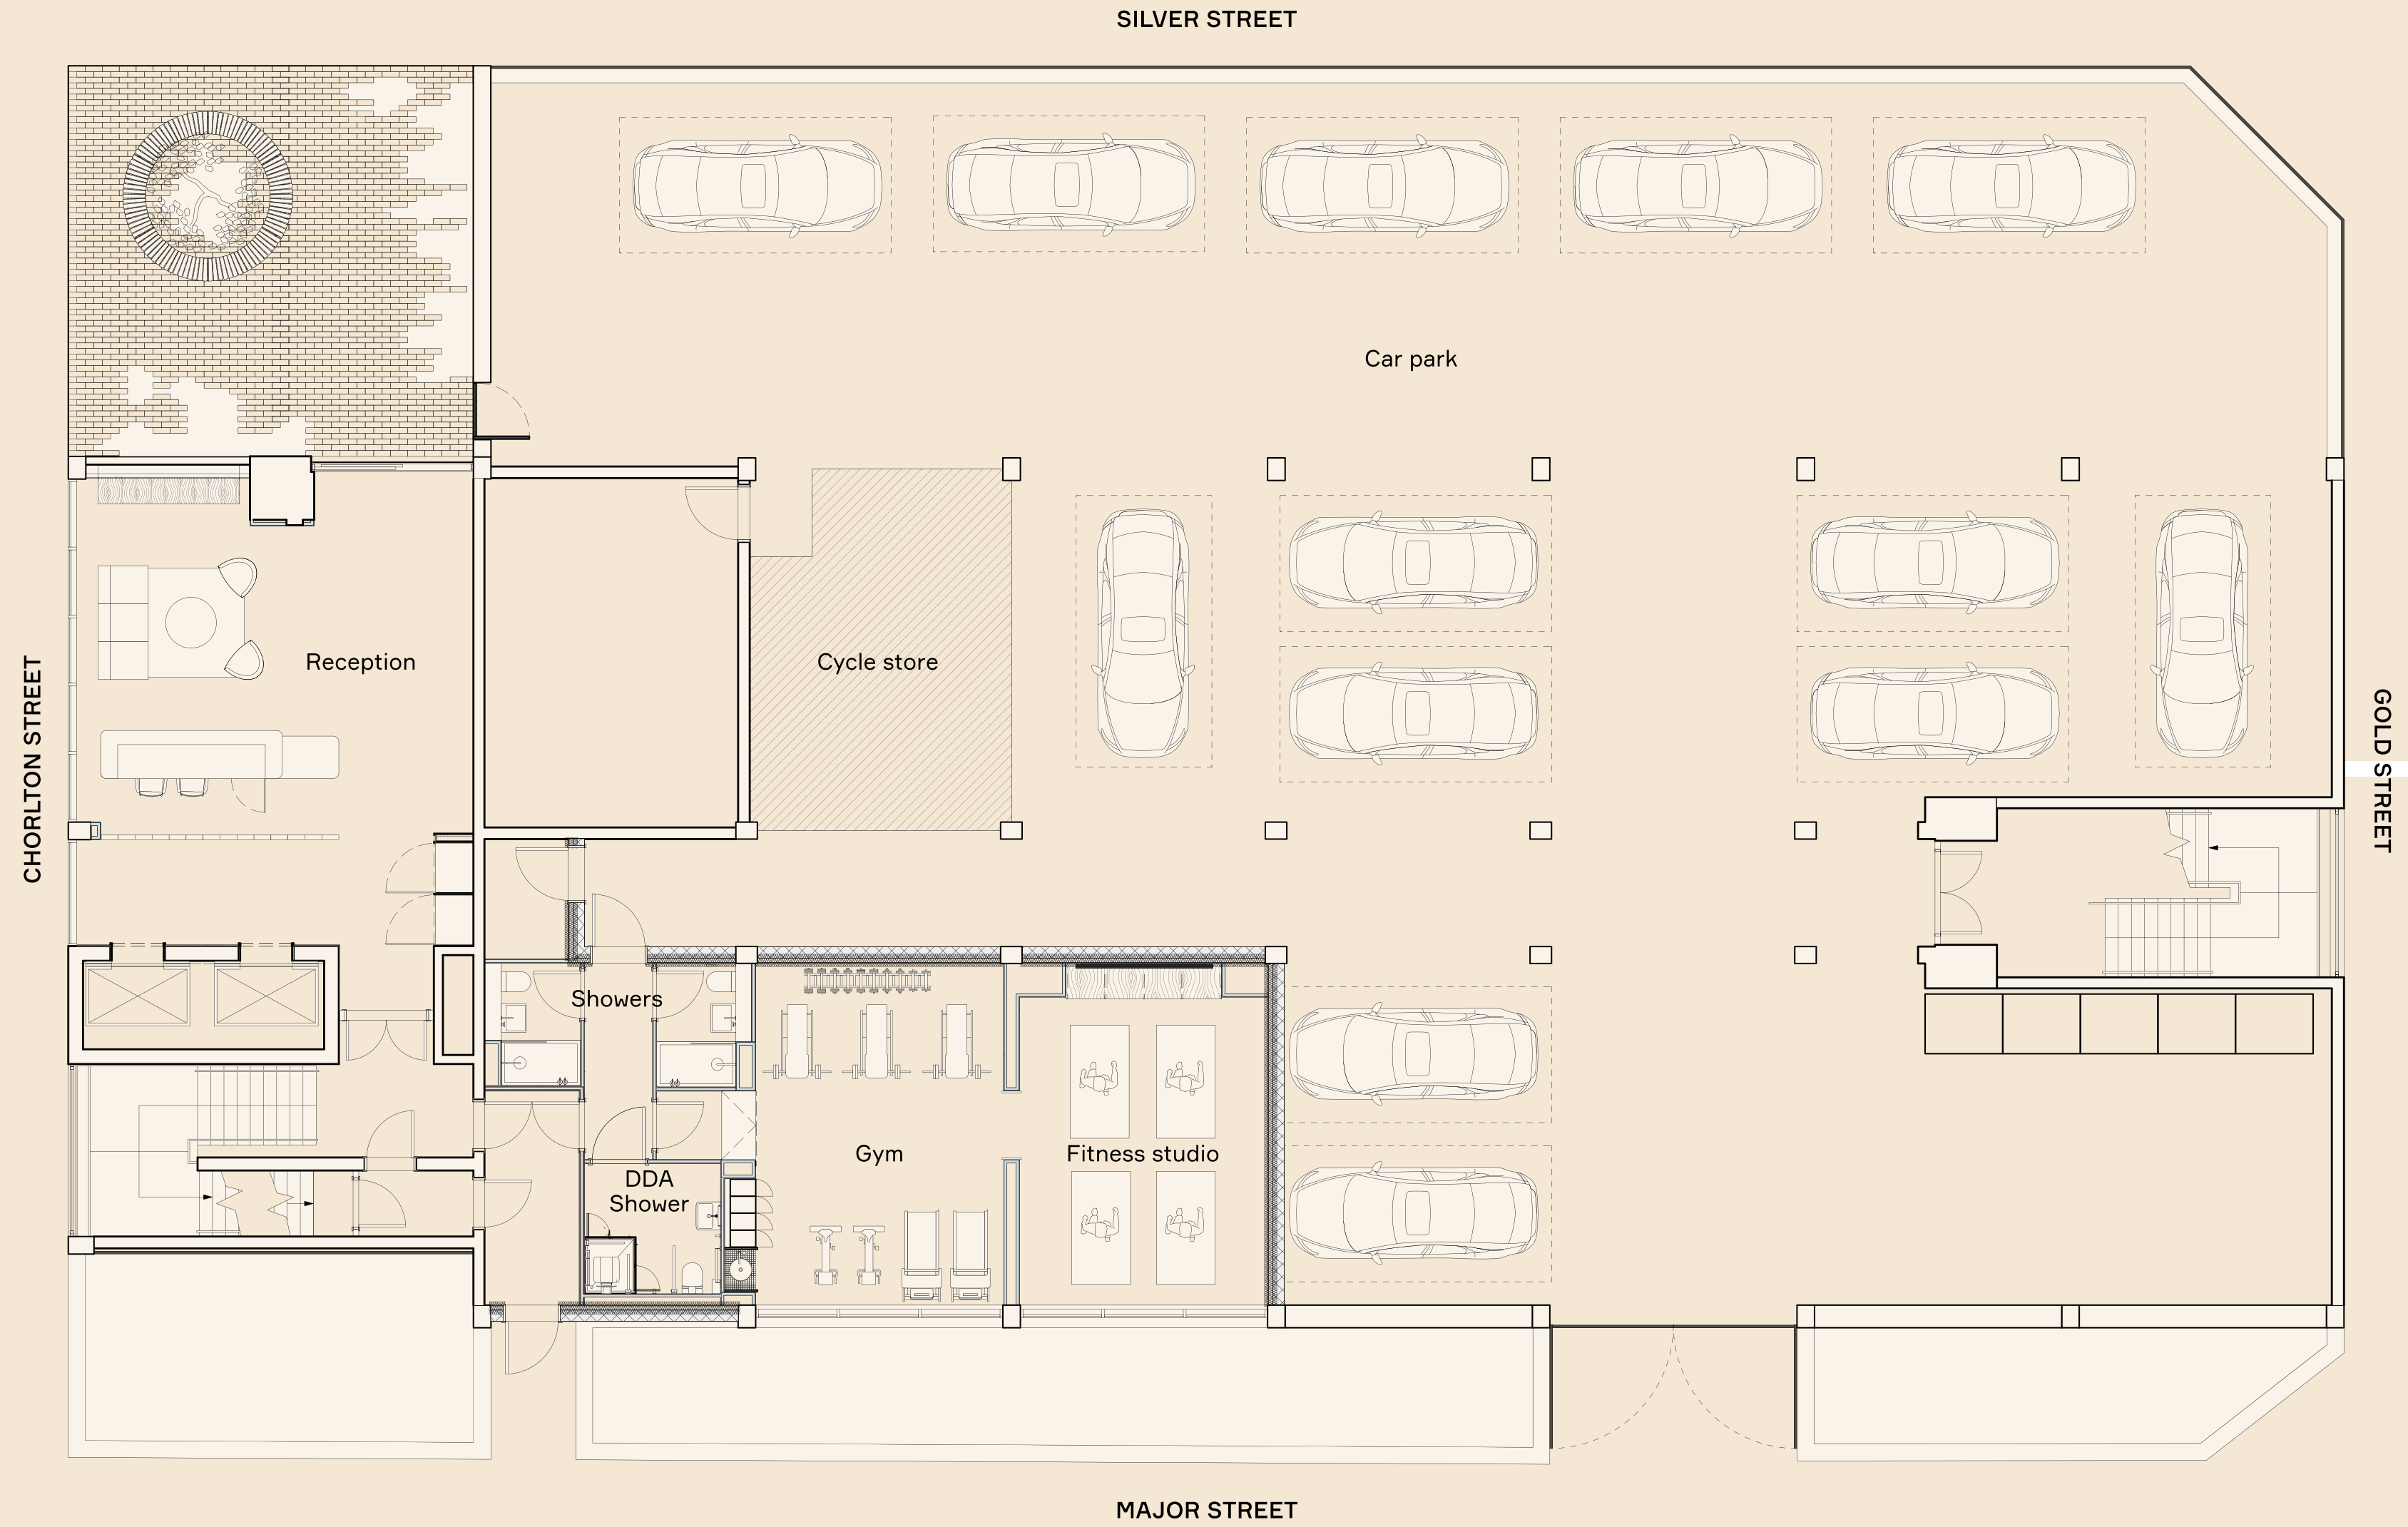 SILVER STREET
Car park
CHORLTON STREET
Reception
Cycle store
GOLD STREET
Showers
Gym
Fitness studio
DDA
Shower
MAJOR STREET